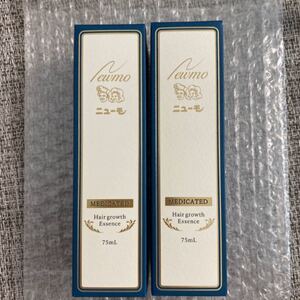 Newmo
ニューモ
MEDICATED
Hair growth
Essence
75mL
Newmo
ニューモ
MEDICATED
Hair growth
Essence
75mL